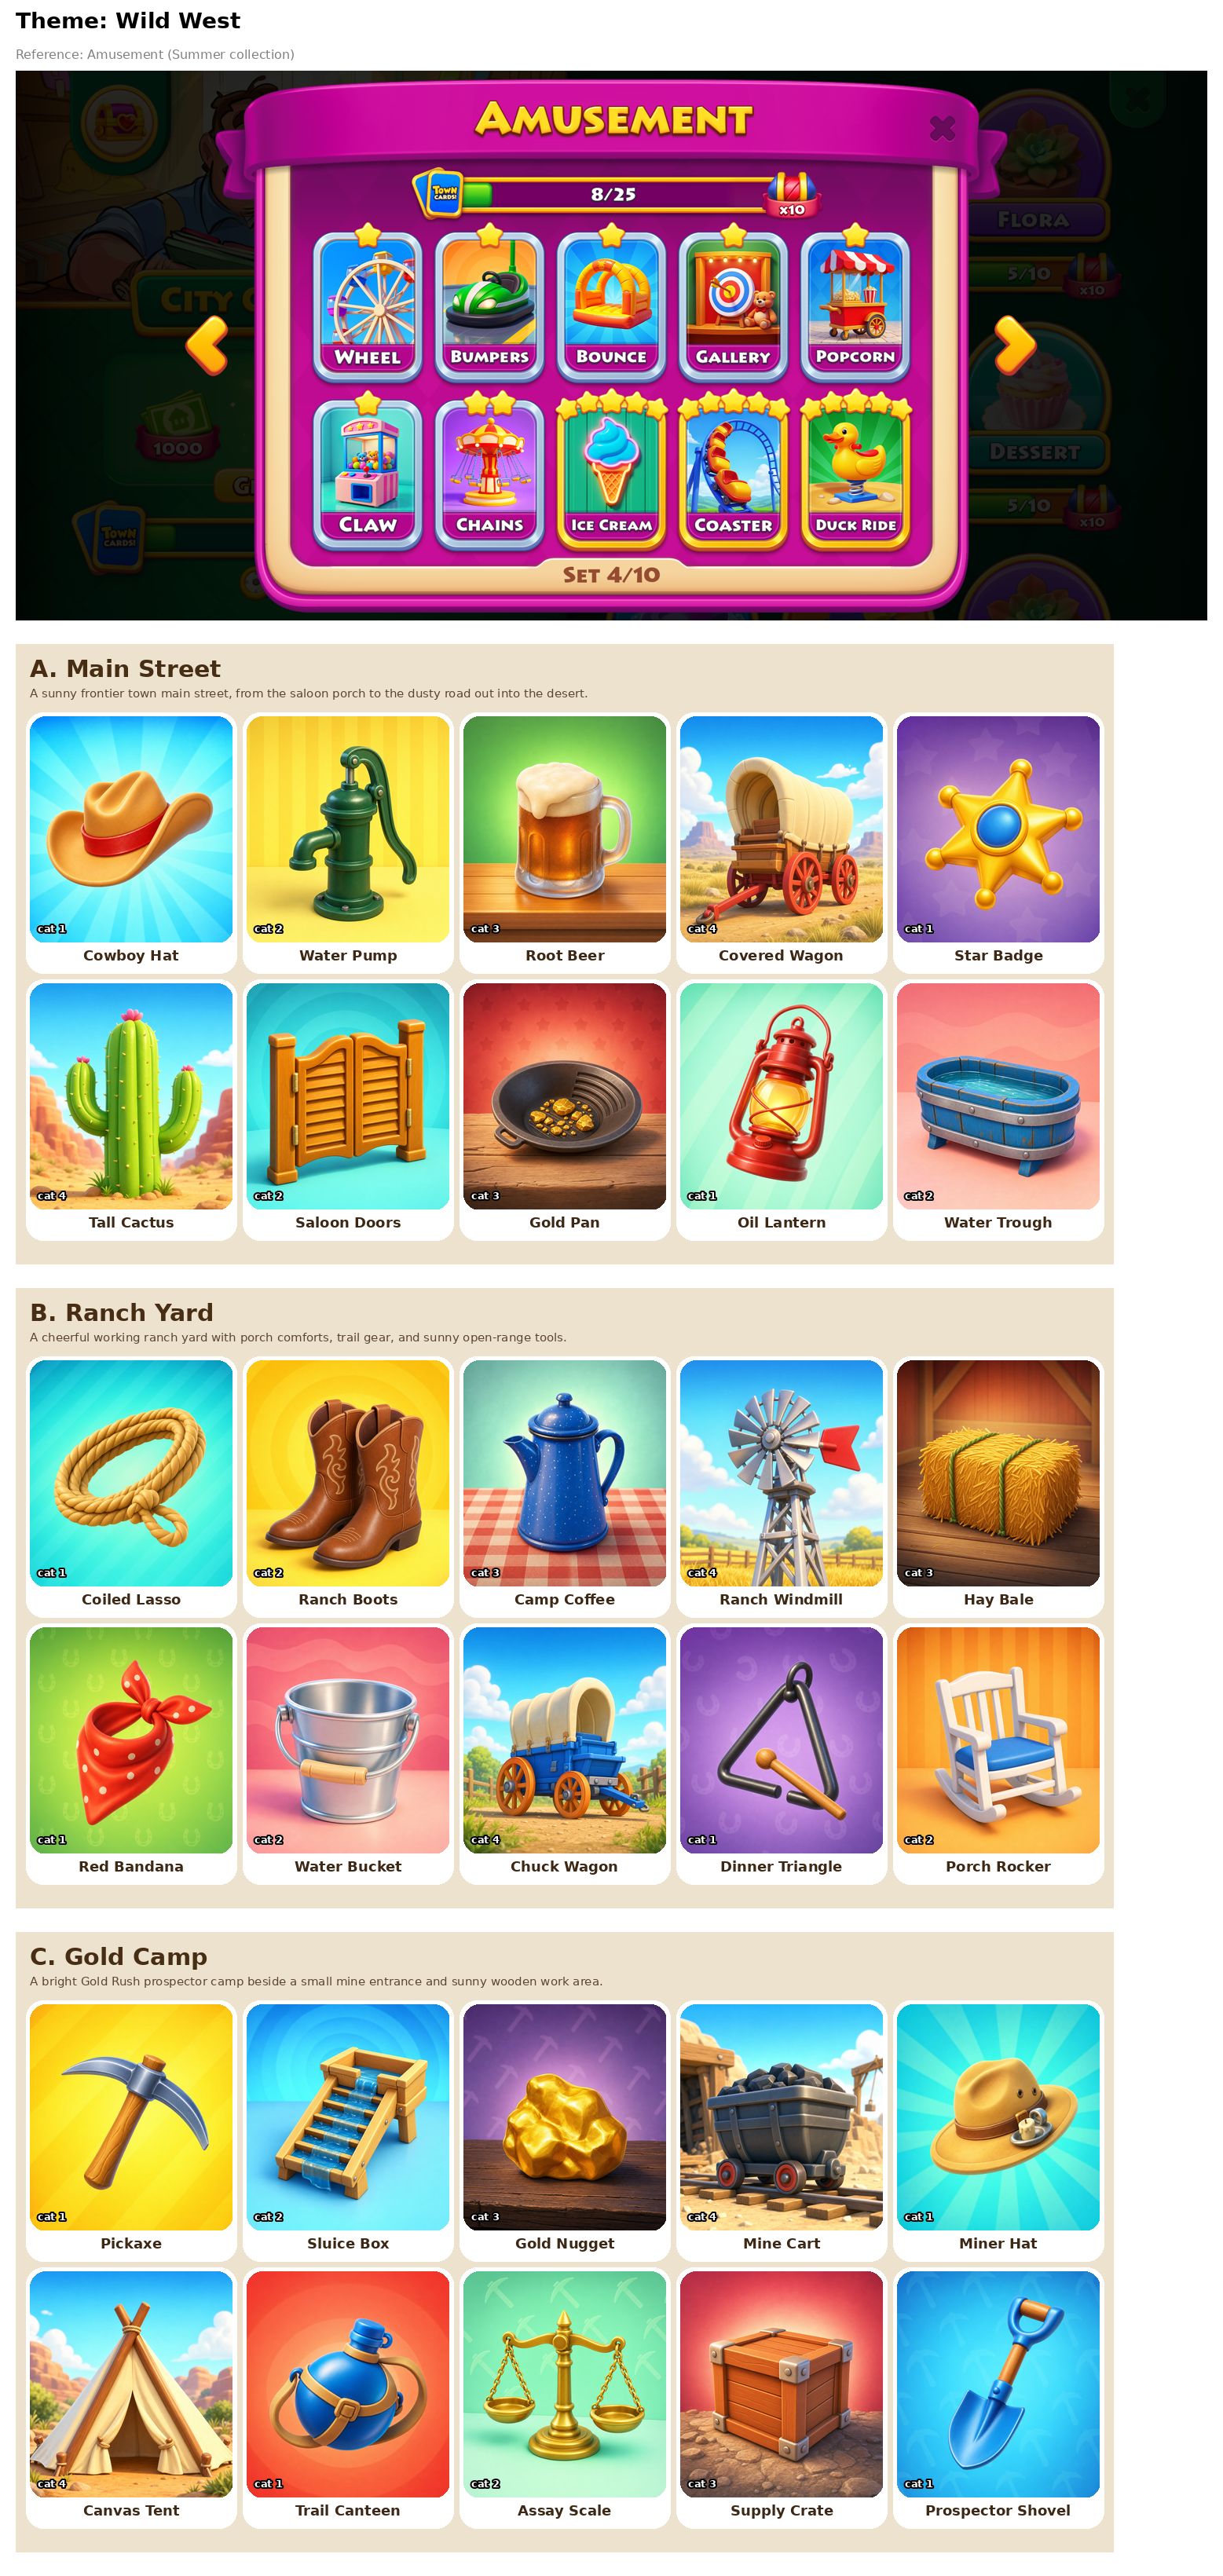 Theme: Wild West
Reference: Amusement (Summer collection)
AMUSEMENT
TOWN CARDS!
8/25
x10
FLORA
5/10
x10
CITY
1000
DESSERT
5/10
x10
TOWN CARDS!
WHEEL
BUMPERS
BOUNCE
GALLERY
POPCORN
CLAW
CHAINS
ICE CREAM
COASTER
DUCK RIDE
SET 4/10
A. Main Street
A sunny frontier town main street, from the saloon porch to the dusty road out into the desert.
cat 1
cat 2
cat 3
cat 4
cat 1
Cowboy Hat
Water Pump
Root Beer
Covered Wagon
Star Badge
cat 4
cat 2
cat 3
cat 1
cat 2
Tall Cactus
Saloon Doors
Gold Pan
Oil Lantern
Water Trough
B. Ranch Yard
A cheerful working ranch yard with porch comforts, trail gear, and sunny open-range tools.
cat 1
cat 2
cat 3
cat 4
cat 3
Coiled Lasso
Ranch Boots
Camp Coffee
Ranch Windmill
Hay Bale
cat 1
cat 2
cat 4
cat 1
cat 2
Red Bandana
Water Bucket
Chuck Wagon
Dinner Triangle
Porch Rocker
C. Gold Camp
A bright Gold Rush prospector camp beside a small mine entrance and sunny wooden work area.
cat 1
cat 2
cat 3
cat 4
cat 1
Pickaxe
Sluice Box
Gold Nugget
Mine Cart
Miner Hat
cat 4
cat 1
cat 2
cat 3
cat 1
Canvas Tent
Trail Canteen
Assay Scale
Supply Crate
Prospector Shovel